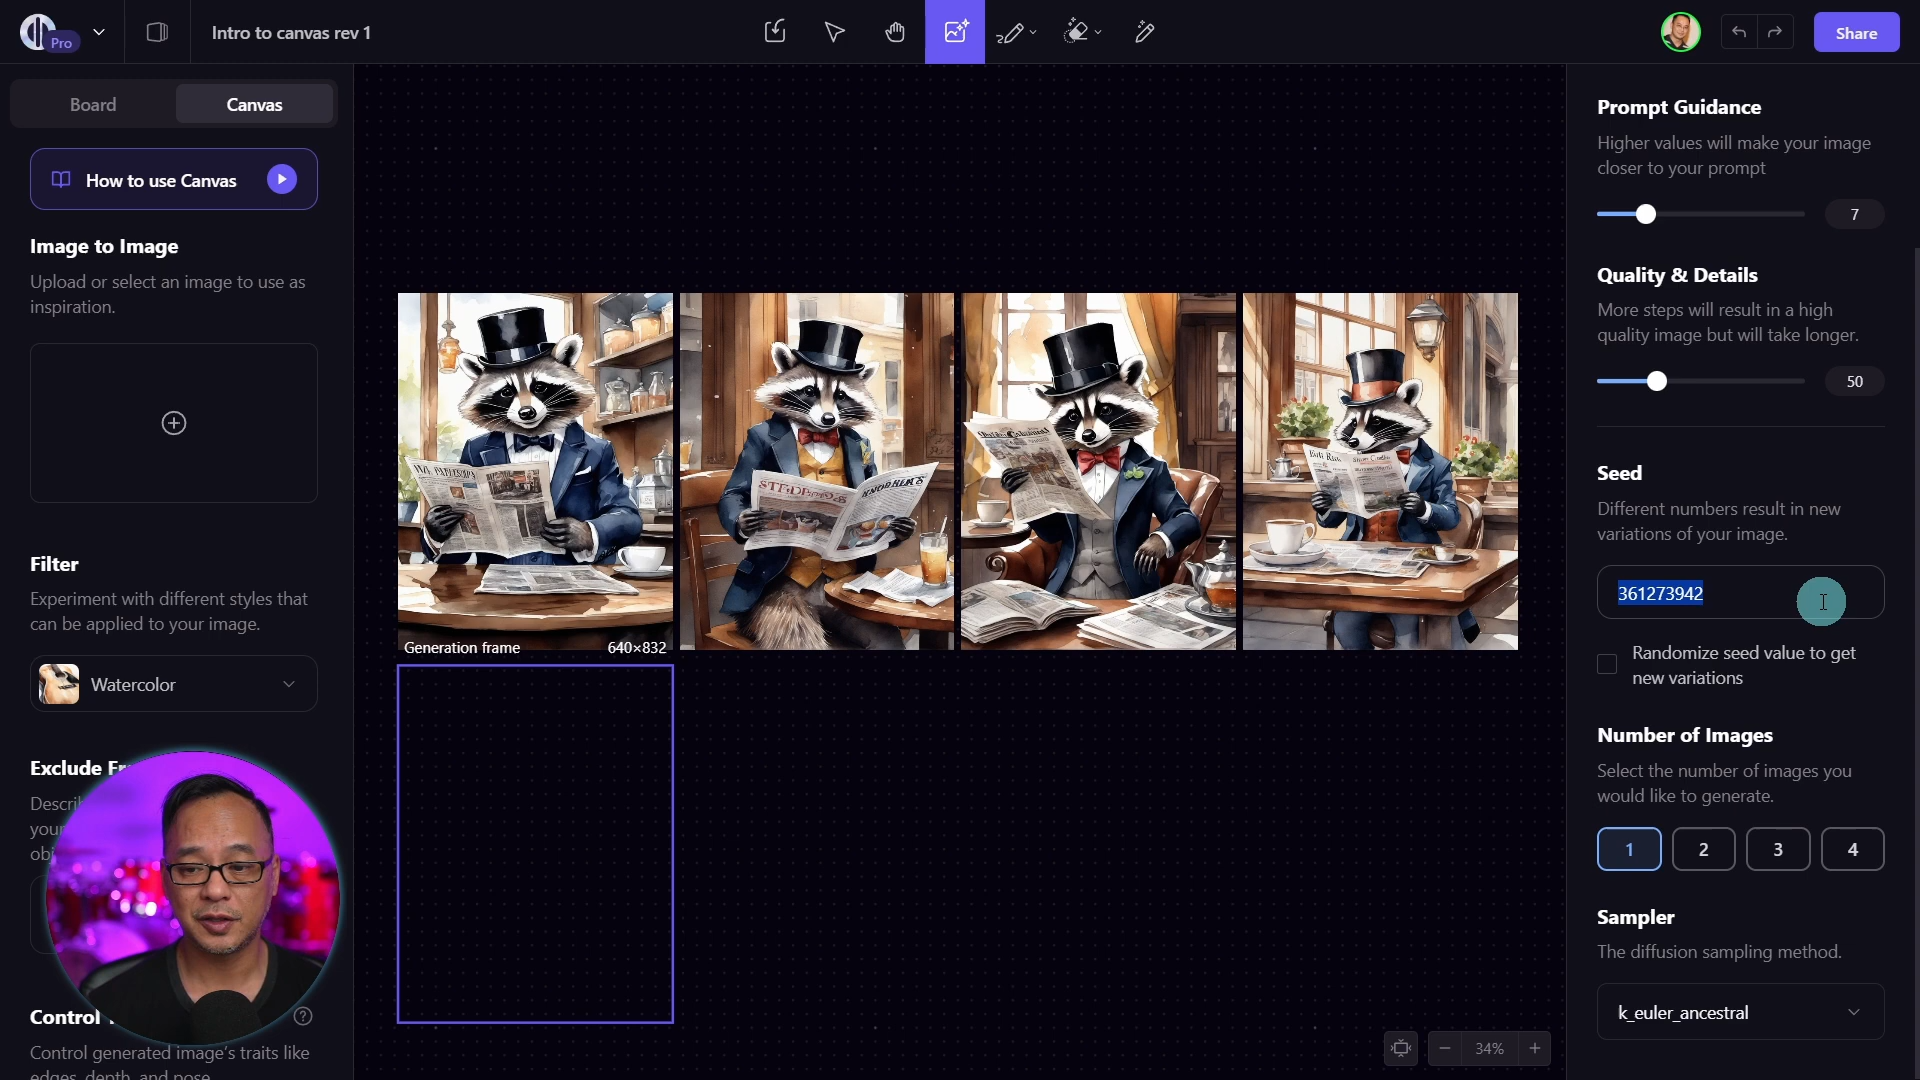 Pro
Intro to canvas rev 1
Share
Board
Canvas
How to use Canvas
Image to Image
Upload or select an image to use as
inspiration.
Filter
Experiment with different styles that
can be applied to your image.
Watercolor
Exclude
Control
Control generated image's traits like
edges, depth, and pose
Generation frame
640×832
34%
Prompt Guidance
Higher values will make your image
closer to your prompt
7
Quality & Details
More steps will result in a high
quality image but will take longer.
50
Seed
Different numbers result in new
variations of your image.
361273942
Randomize seed value to get
new variations
Number of Images
Select the number of images you
would like to generate.
1
2
3
4
Sampler
The diffusion sampling method.
k_euler_ancestral